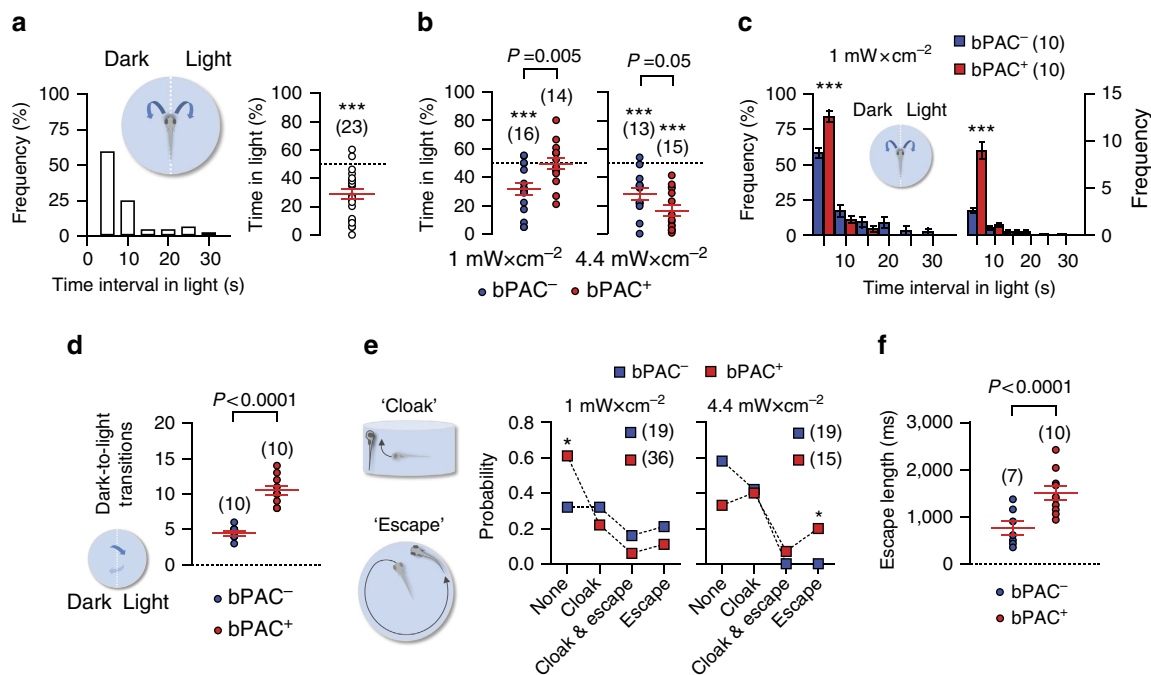 a
Dark Light
Frequency (%)
100
75
50
25
0
0 10 20 30
Time interval in light (s)
Time in light (%)
100
80
60
40
20
0
***
(23)
b
P=0.005
P=0.05
Time in light (%)
100
80
60
40
20
0
***
(16)
(14)
***
(13)
***
(15)
1 mW×cm−2 4.4 mW×cm−2
bPAC− bPAC+
c
1 mW×cm−2
bPAC− (10)
bPAC+ (10)
Frequency (%)
100
75
50
25
0
***
Dark Light
***
15
10
5
0
Frequency
10 20 30 10 20 30
Time interval in light (s)
d
P<0.0001
Dark-to-light
transitions
20
15
10
5
0
(10)
(10)
Dark Light
bPAC−
bPAC+
e
'Cloak'
'Escape'
bPAC− bPAC+
1 mW×cm−2 4.4 mW×cm−2
Probability
0.8
0.6
0.4
0.2
0.0
*
(19)
(36)
(19)
(15)
*
None
Cloak
Cloak & escape
Escape
None
Cloak
Cloak & escape
Escape
f
P<0.0001
Escape length (ms)
3,000
2,000
1,000
0
(7)
(10)
bPAC−
bPAC+